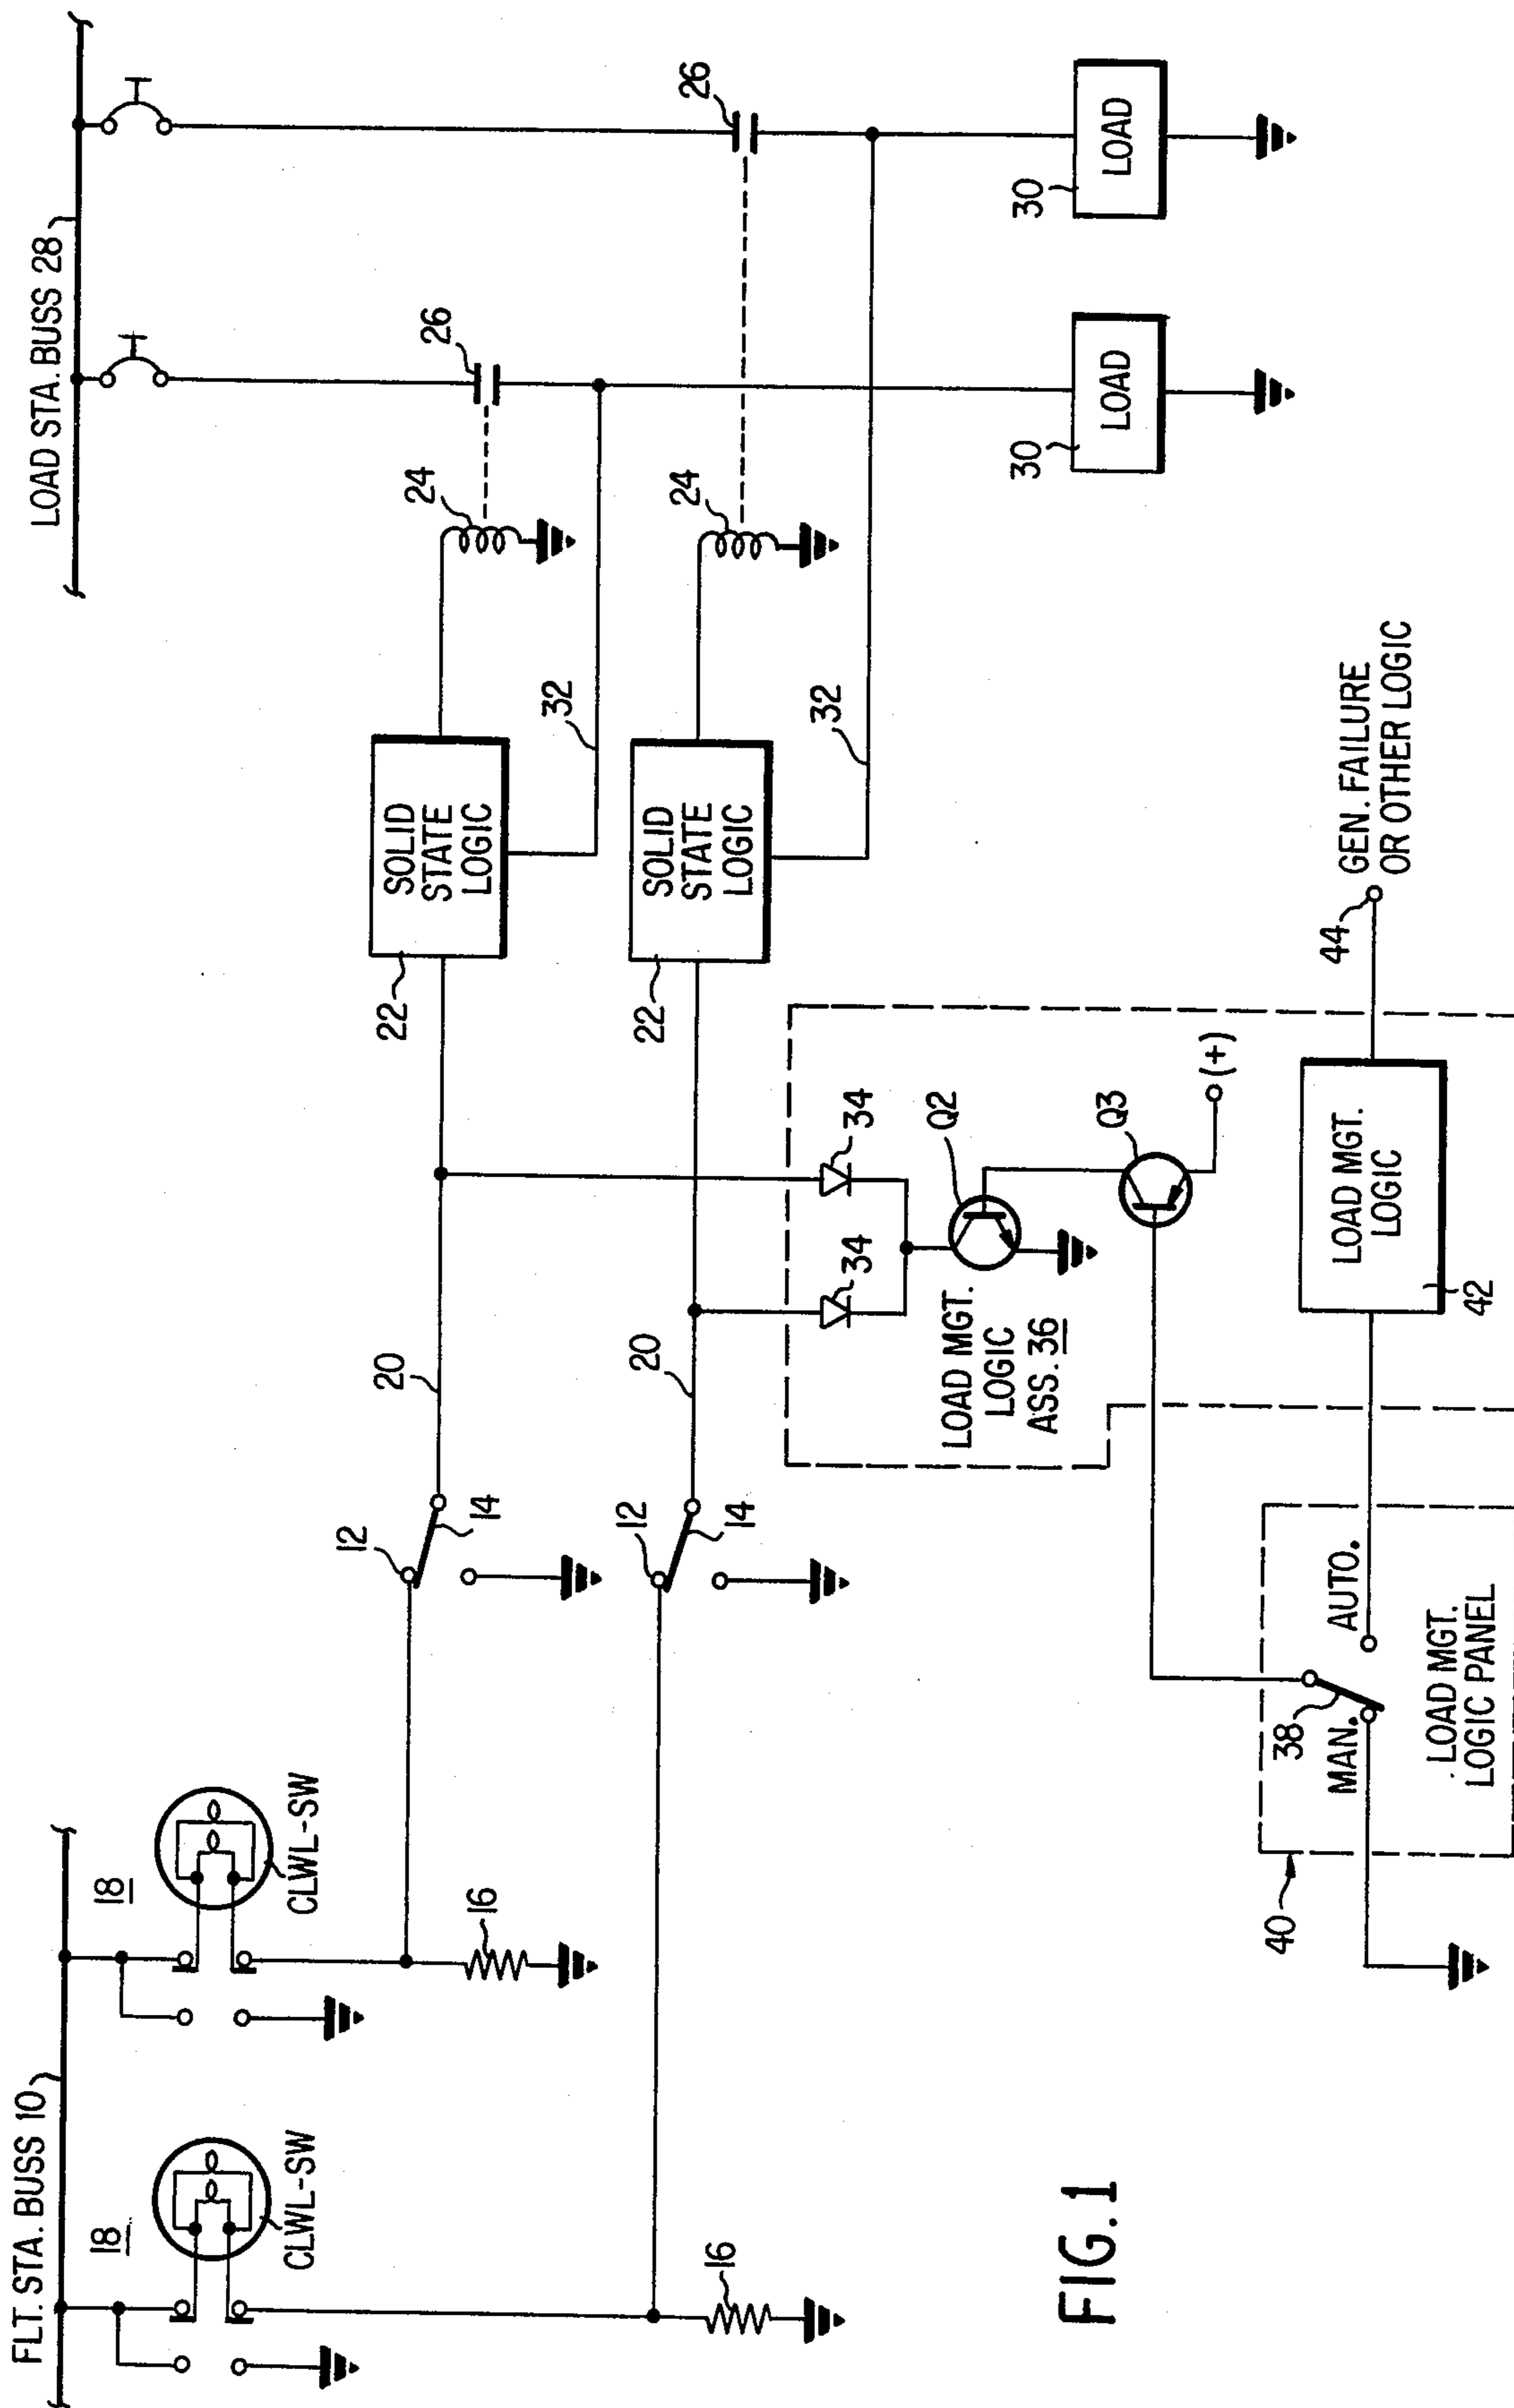 FLT. STA. BUSS 10
18
CLWL-SW
18
CLWL-SW
16
16
12
14
12
14
20
20
LOAD STA. BUSS 28
22
SOLID
STATE
LOGIC
22
SOLID
STATE
LOGIC
24
24
26
26
32
32
30
LOAD
30
LOAD
34
34
Q2
Q3
(+)
LOAD MGT.
LOGIC
ASS. 36
LOAD MGT.
LOGIC
42
44
GEN. FAILURE
OR OTHER LOGIC
38
MAN.
AUTO.
LOAD MGT.
LOGIC PANEL
40
FIG. 1